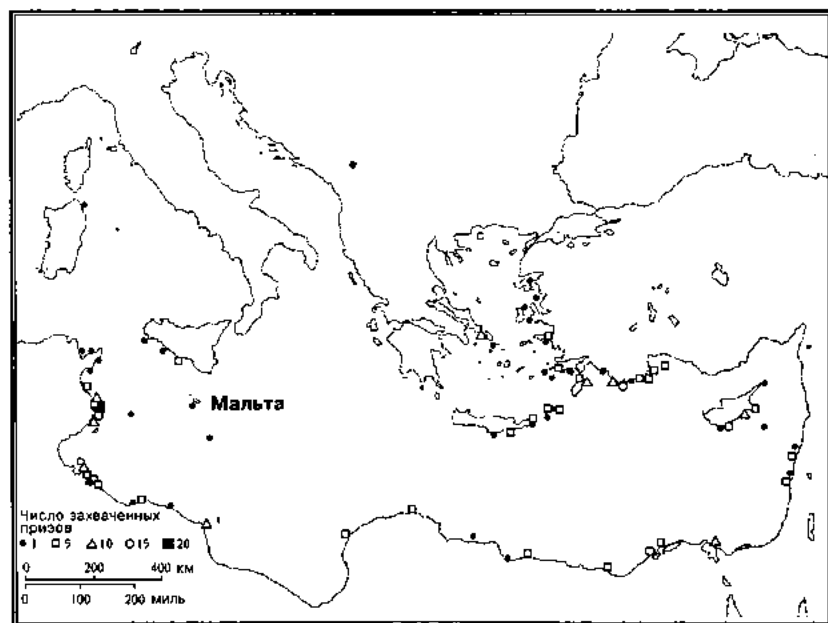 Мальта
Число захваченных
призов
1 5 10 15 20
0 200 400 км
0 100 200 миль